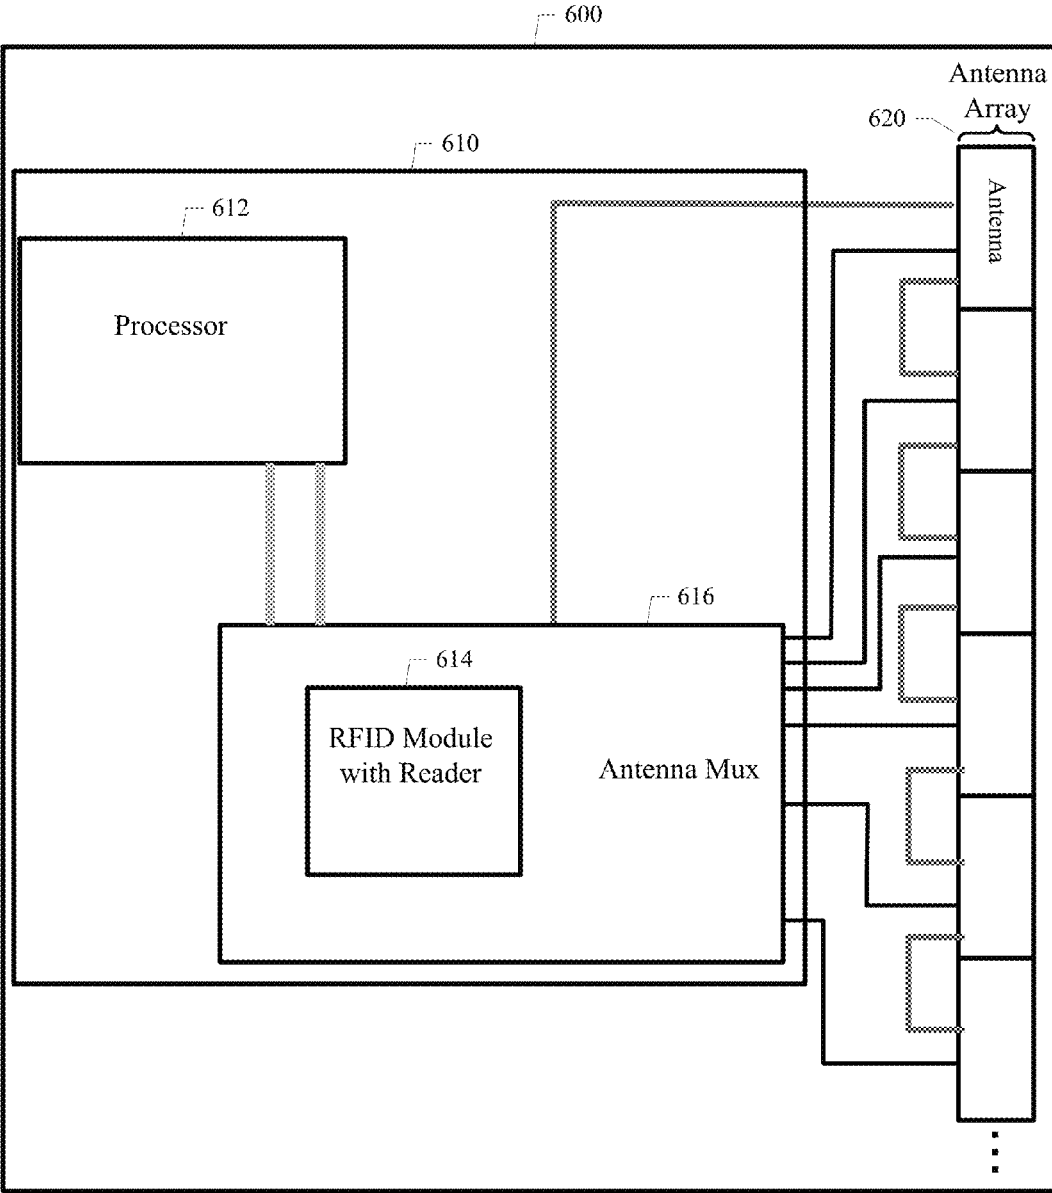 600
Antenna
Array
620
610
Antenna
612
Processor
616
614
RFID Module
with Reader
Antenna Mux